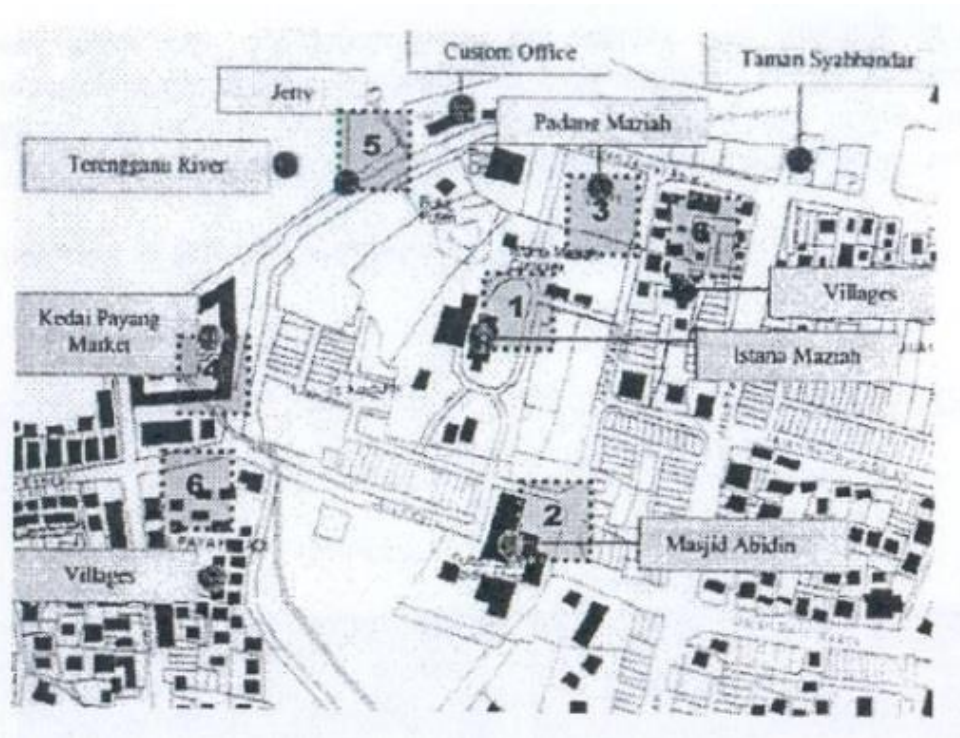 Custom Office
Taman Syahbandar
Jetty
Padang Maziah
5
Terengganu River
3
6
Villages
1
Kedai Payang
Market
Istana Maziah
4
6
2
Masjid Abidin
Villages